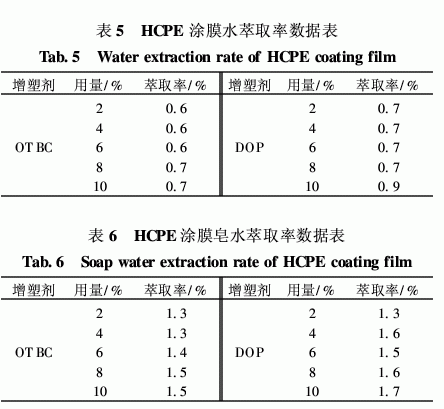 表 5 HCPE 涂膜水萃取率数据表
Tab. 5 Water extraction rate of HCPE coating film
增塑剂 用量/% 萃取率/% 增塑剂 用量/% 萃取率/%
2 0.6 2 0.7
4 0.6 4 0.7
OTBC 6 0.6 DOP 6 0.7
8 0.7 8 0.7
10 0.7 10 0.9
表 6 HCPE 涂膜皂水萃取率数据表
Tab. 6 Soap water extraction rate of HCPE coating film
增塑剂 用量/% 萃取率/% 增塑剂 用量/% 萃取率/%
2 1.3 2 1.3
4 1.3 4 1.6
OTBC 6 1.4 DOP 6 1.5
8 1.5 8 1.6
10 1.5 10 1.7